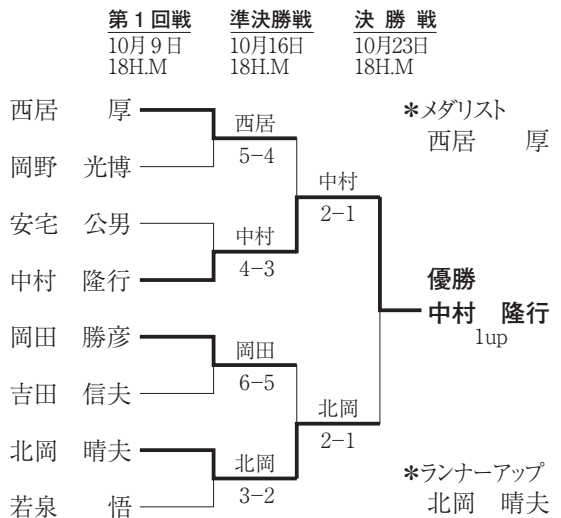 第1回戦 準決勝戦 決勝戦
10月9日 10月16日 10月23日
18H.M 18H.M 18H.M
西居 厚
岡野 光博
安宅 公男
中村 隆行
岡田 勝彦
吉田 信夫
北岡 晴夫
若泉 悟
西居
5-4
中村
4-3
岡田
6-5
北岡
3-2
中村
2-1
北岡
2-1
*メダリスト
西居 厚
優勝
中村 隆行
1up
*ランナーアップ
北岡 晴夫